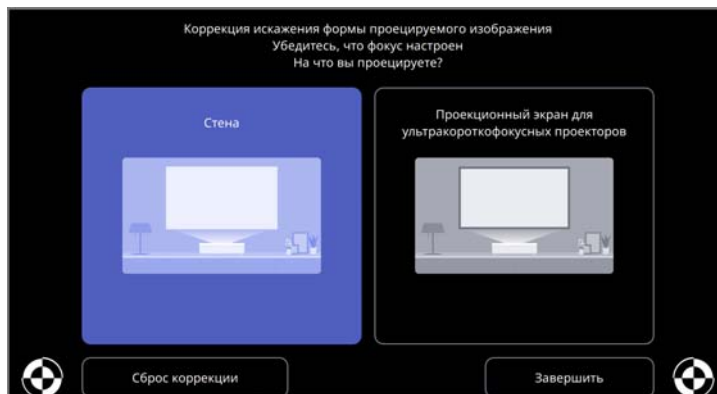 Коррекция искажения формы проецируемого изображения
Убедитесь, что фокус настроен
На что вы проецируете?
Стена
Проекционный экран для
ультракороткофокусных проекторов
Сброс коррекции
Завершить